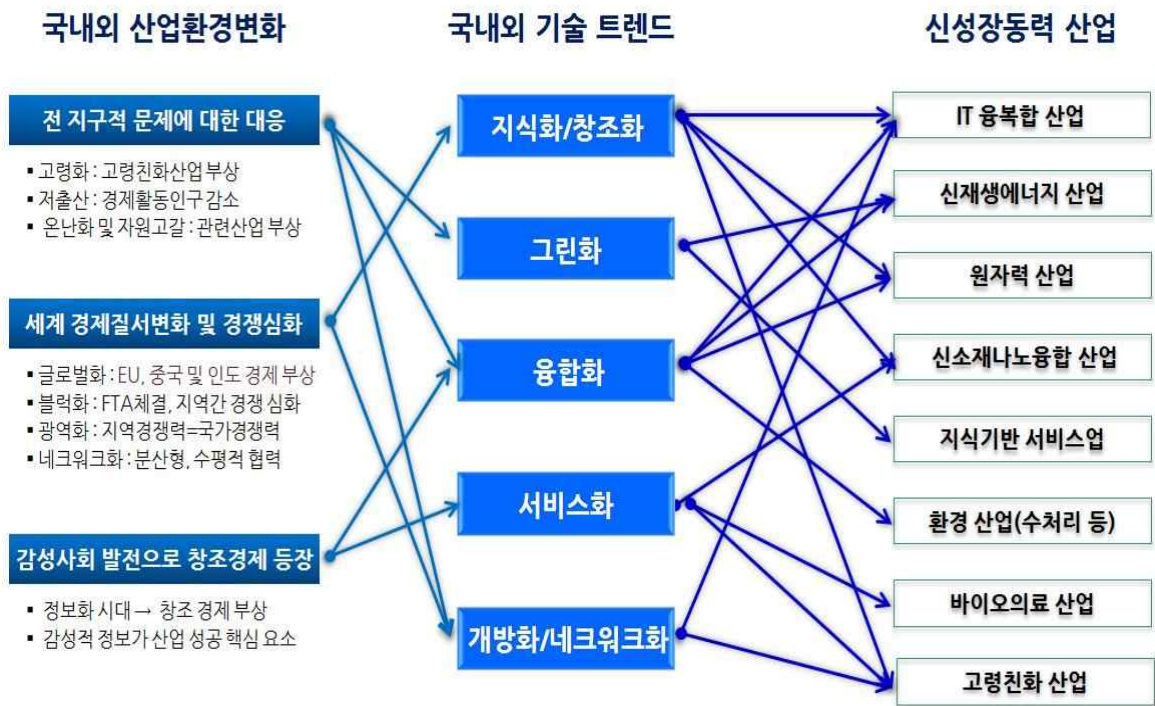 국내외 산업환경변화
전 지구적 문제에 대한 대응
▪ 고령화 : 고령친화산업 부상
▪ 저출산 : 경제활동인구 감소
▪ 온난화 및 자원고갈 : 관련산업 부상
세계 경제질서변화 및 경쟁심화
▪ 글로벌화 : EU, 중국 및 인도 경제 부상
▪ 블럭화 : FTA체결, 지역간 경쟁 심화
▪ 광역화 : 지역경쟁력=국가경쟁력
▪ 네크워크화 : 분산형, 수평적 협력
감성사회 발전으로 창조경제 등장
▪ 정보화 시대 → 창조 경제 부상
▪ 감성적 정보가 산업 성공 핵심 요소
국내외 기술 트렌드
지식화/창조화
그린화
융합화
서비스화
개방화/네크워크화
신성장동력 산업
IT 융복합 산업
신재생에너지 산업
원자력 산업
신소재나노융합 산업
지식기반 서비스업
환경 산업(수처리 등)
바이오의료 산업
고령친화 산업